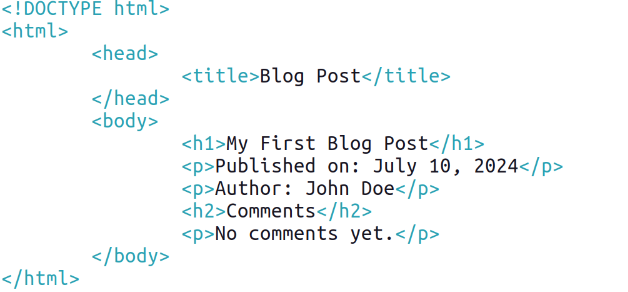 <!DOCTYPE html>
<html>
        <head>
                <title>Blog Post</title>
        </head>
        <body>
                <h1>My First Blog Post</h1>
                <p>Published on: July 10, 2024</p>
                <p>Author: John Doe</p>
                <h2>Comments</h2>
                <p>No comments yet.</p>
        </body>
</html>